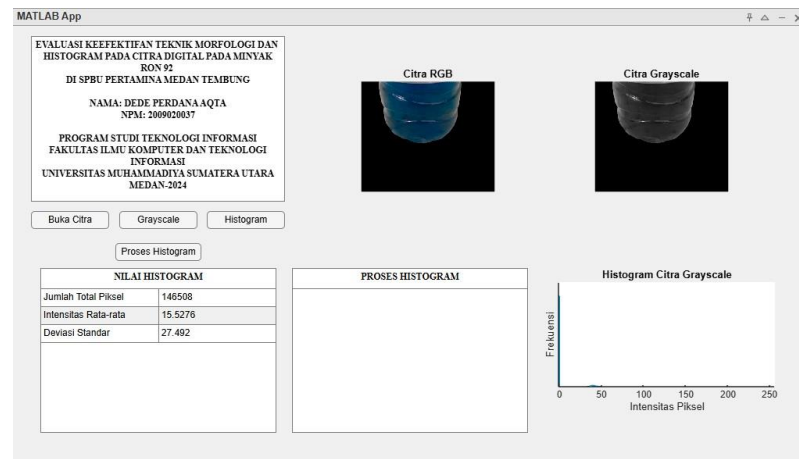 MATLAB App
EVALUASI KEEFEKTIFAN TEKNIK MORFOLOGI DAN
HISTOGRAM PADA CITRA DIGITAL PADA MINYAK
RON 92
DI SPBU PERTAMINA MEDAN TEMBUNG
NAMA: DEDE PERDANA AQTA
NPM: 2009020037
PROGRAM STUDI TEKNOLOGI INFORMASI
FAKULTAS ILMU KOMPUTER DAN TEKNOLOGI
INFORMASI
UNIVERSITAS MUHAMMADIYA SUMATERA UTARA
MEDAN-2024
Citra RGB
Citra Grayscale
Buka Citra Grayscale Histogram
Proses Histogram
NILAI HISTOGRAM
Jumlah Total Piksel 146508
Intensitas Rata-rata 15.5276
Deviasi Standar 27.492
PROSES HISTOGRAM
Histogram Citra Grayscale
Frekuensi
0 50 100 150 200 250
Intensitas Piksel